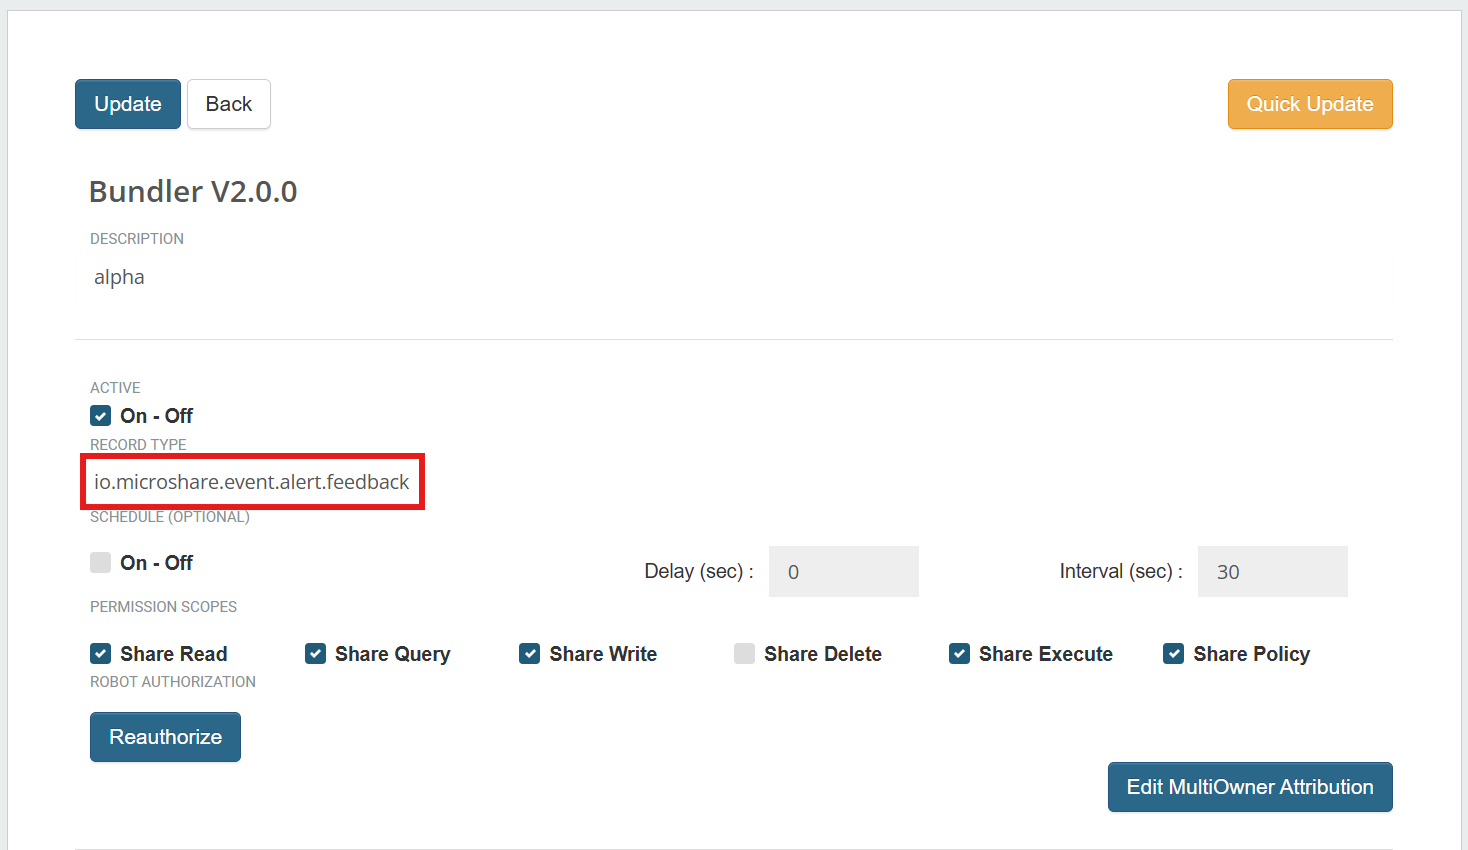 Update Back Quick Update
Bundler V2.0.0
DESCRIPTION
alpha
ACTIVE
On - Off
RECORD TYPE
io.microshare.event.alert.feedback
SCHEDULE (OPTIONAL)
On - Off Delay (sec) : 0 Interval (sec) : 30
PERMISSION SCOPES
Share Read Share Query Share Write Share Delete Share Execute Share Policy
ROBOT AUTHORIZATION
Reauthorize
Edit MultiOwner Attribution